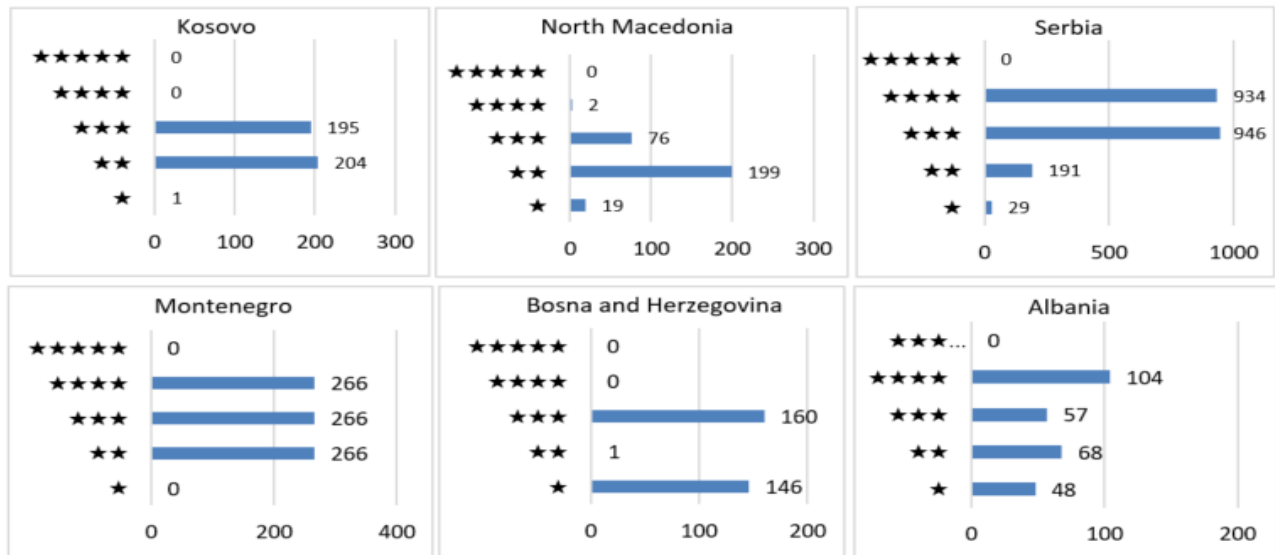 Kosovo
★★★★★ 0
★★★★ 0
★★★ 195
★★ 204
★ 1
0 100 200 300
North Macedonia
★★★★★ 0
★★★★ 2
★★★ 76
★★ 199
★ 19
0 100 200 300
Serbia
★★★★★ 0
★★★★ 934
★★★ 946
★★ 191
★ 29
0 500 1000
Montenegro
★★★★★ 0
★★★★ 266
★★★ 266
★★ 266
★ 0
0 200 400
Bosna and Herzegovina
★★★★★ 0
★★★★ 0
★★★ 160
★★ 1
★ 146
0 100 200
Albania
★★★... 0
★★★★ 104
★★★ 57
★★ 68
★ 48
0 100 200